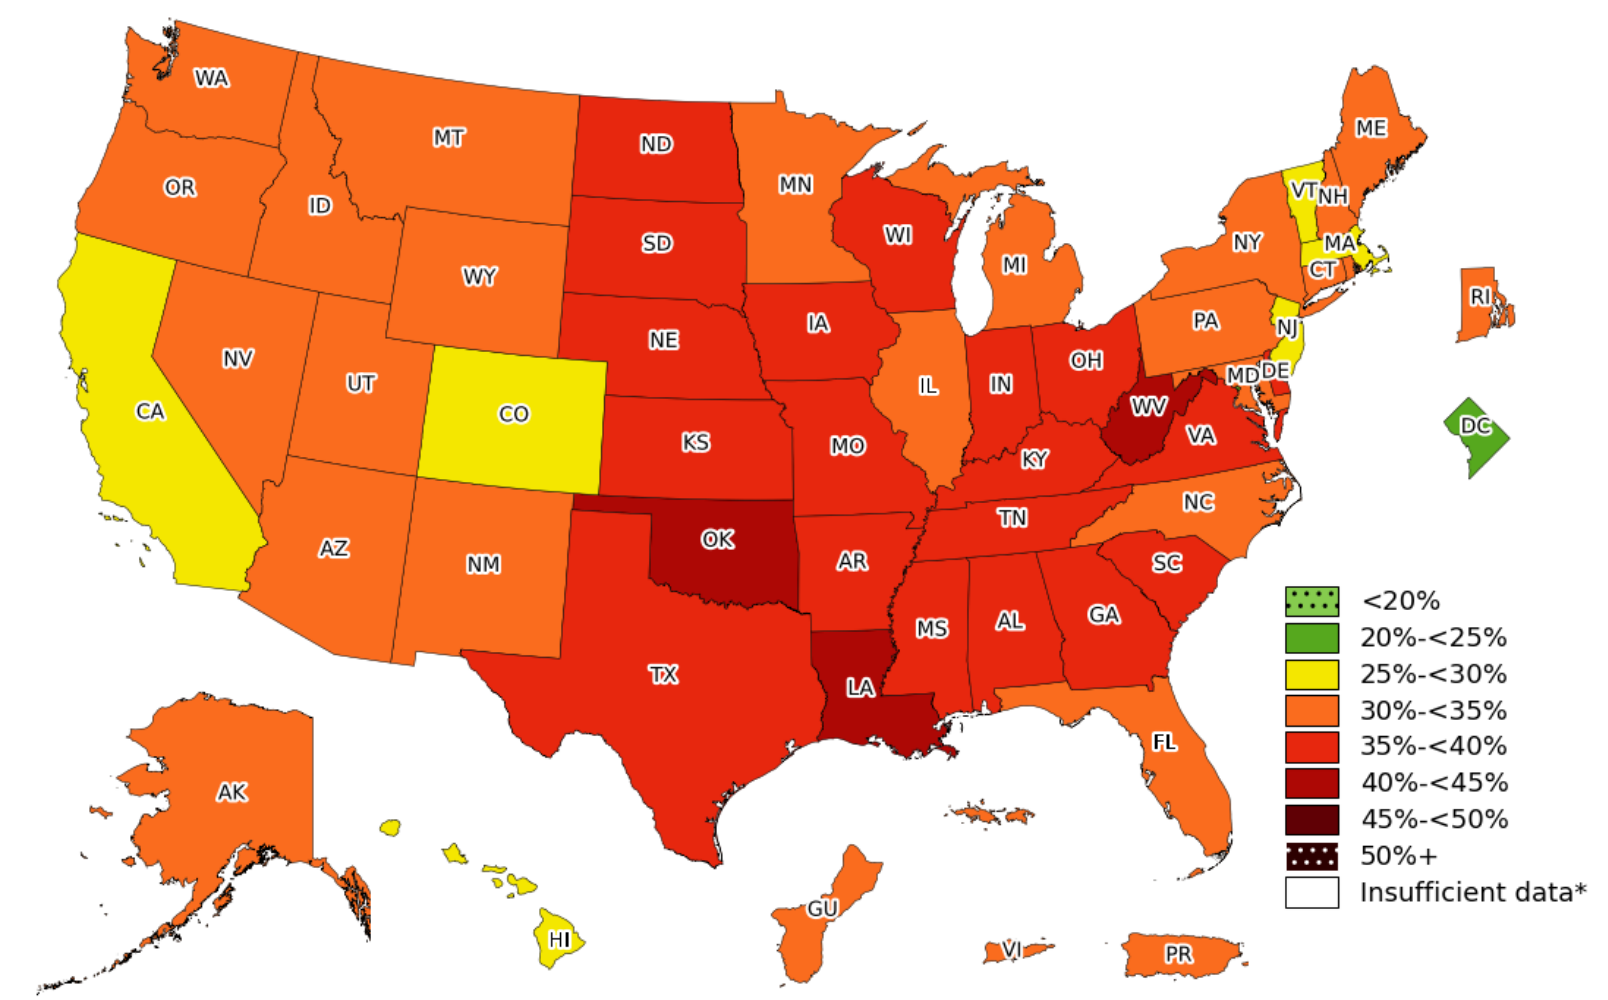 WA
MT
ND
MN
ME
OR
ID
SD
WI
MI
VT
NH
NY
MA
CT
WY
NE
IA
PA
NJ
RI
NV
UT
CO
CA
KS
MO
IL
IN
OH
WV
MD
DE
DC
VA
KY
NC
TN
AZ
NM
OK
AR
SC
MS
AL
GA
TX
LA
FL
AK
HI
GU
VI
PR
<20%
20%-<25%
25%-<30%
30%-<35%
35%-<40%
40%-<45%
45%-<50%
50%+
Insufficient data*